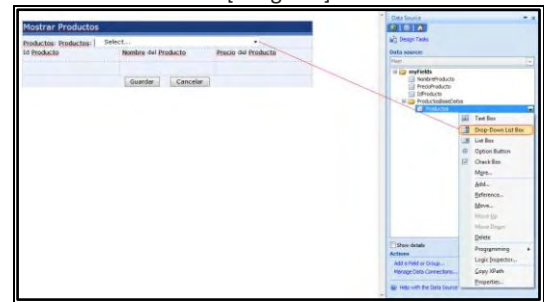 Mostrar Productos
Productos: Productos: Select...
Id Producto Nombre del Producto Precio del Producto
Guardar Cancelar
Data Source
Design Tasks
Data source:
Main
myFields
NombreProducto
PrecioProducto
IdProducto
ProductosBaseDatos
Productos
Text Box
Drop-Down List Box
List Box
Option Button
Check Box
More...
Add...
Reference...
Move...
Move Up
Move Down
Delete
Programming
Logic Inspector...
Copy XPath
Properties...
Show details
Actions
Add a Field or Group...
Manage Data Connections...
Help with the Data Source